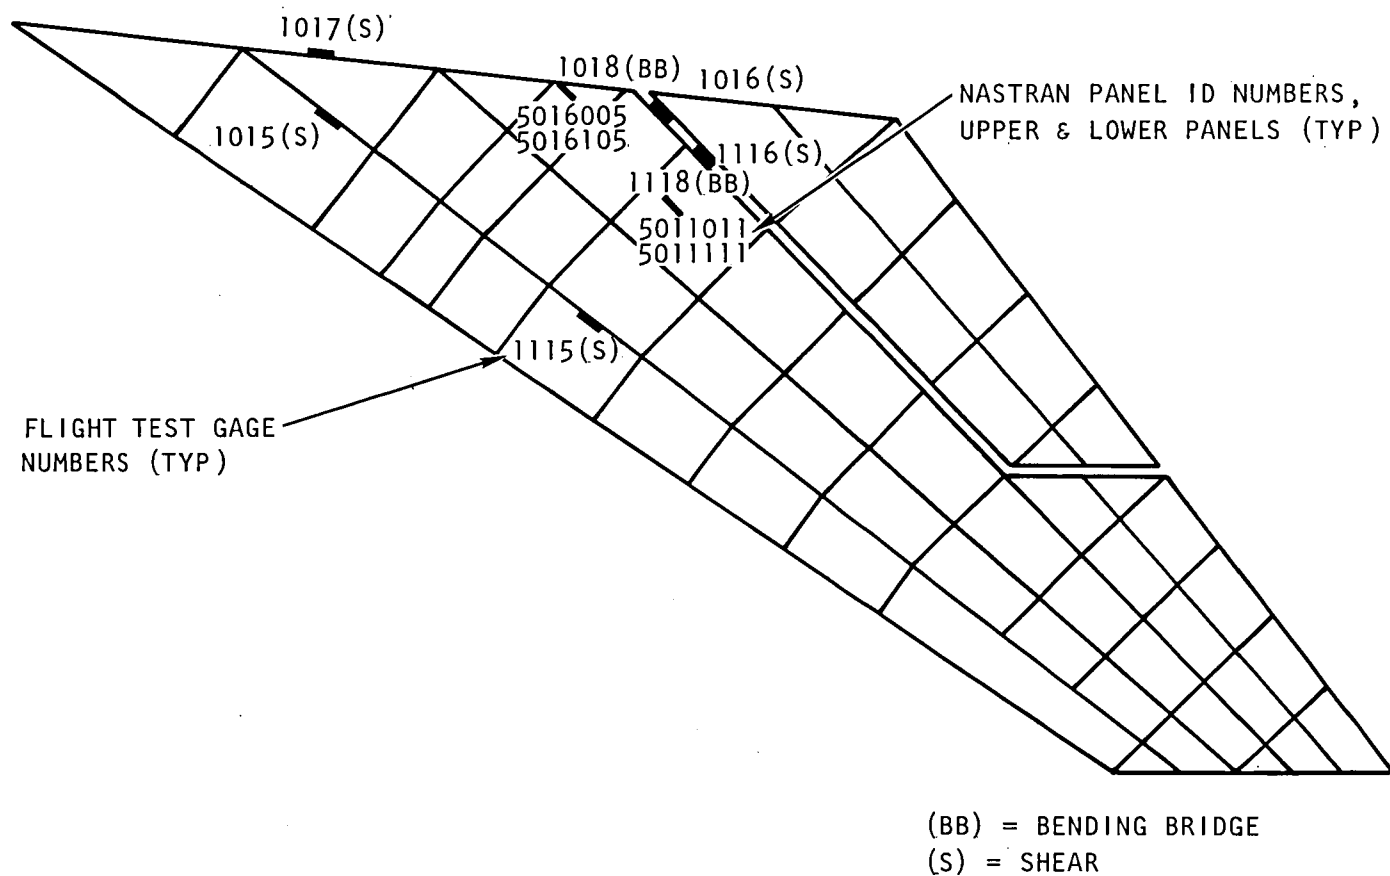 1017(S)
1018(BB)
1016(S)
NASTRAN PANEL ID NUMBERS,
UPPER & LOWER PANELS (TYP)
5016005
5016105
1015(S)
1116(S)
1118(BB)
5011011
5011111
1115(S)
FLIGHT TEST GAGE
NUMBERS (TYP)
(BB) = BENDING BRIDGE
(S) = SHEAR